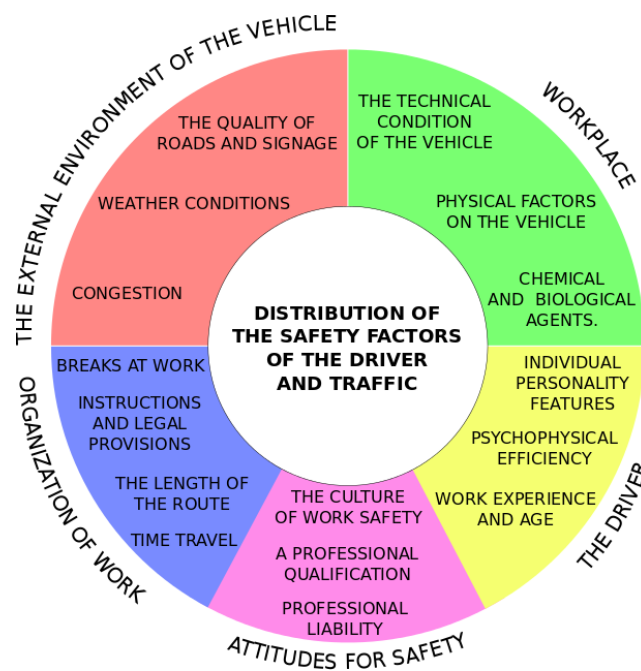 THE EXTERNAL ENVIRONMENT OF THE VEHICLE
THE QUALITY OF
ROADS AND SIGNAGE
WEATHER CONDITIONS
CONGESTION
WORKPLACE
THE TECHNICAL
CONDITION
OF THE VEHICLE
PHYSICAL FACTORS
ON THE VEHICLE
CHEMICAL
AND BIOLOGICAL
AGENTS.
DISTRIBUTION OF
THE SAFETY FACTORS
OF THE DRIVER
AND TRAFFIC
THE DRIVER
INDIVIDUAL
PERSONALITY
FEATURES
PSYCHOPHYSICAL
EFFICIENCY
WORK EXPERIENCE
AND AGE
ATTITUDES FOR SAFETY
THE CULTURE
OF WORK SAFETY
A PROFESSIONAL
QUALIFICATION
PROFESSIONAL
LIABILITY
ORGANIZATION OF WORK
BREAKS AT WORK
INSTRUCTIONS
AND LEGAL
PROVISIONS
THE LENGTH OF
THE ROUTE
TIME TRAVEL